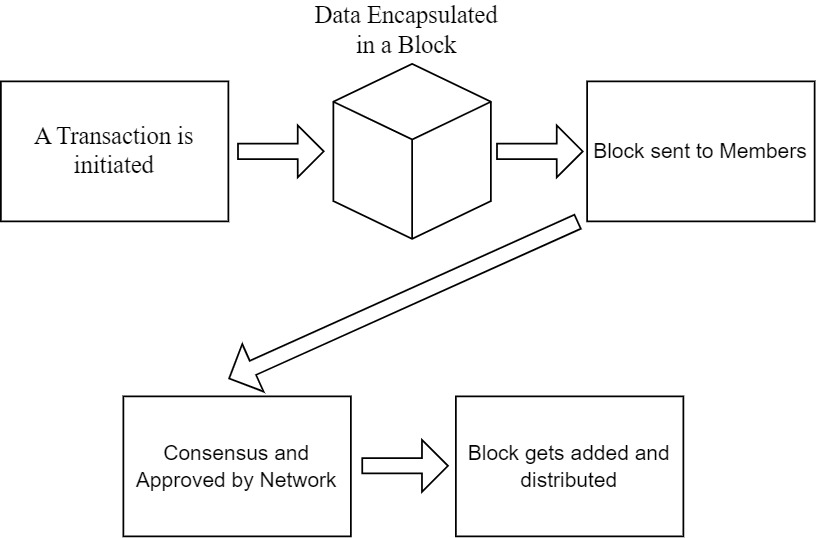 Data Encapsulated
in a Block
A Transaction is
initiated
Block sent to Members
Consensus and
Approved by Network
Block gets added and
distributed